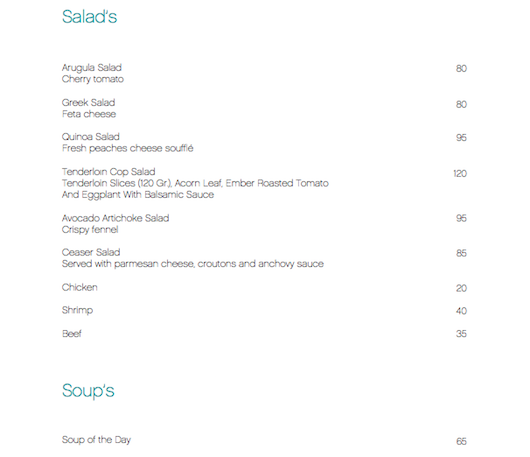 Salad's
Arugula Salad 80
Cherry tomato
Greek Salad 80
Feta cheese
Quinoa Salad 95
Fresh peaches cheese soufflé
Tenderloin Cop Salad 120
Tenderloin Slices (120 Gr.), Acorn Leaf, Ember Roasted Tomato
And Eggplant With Balsamic Sauce
Avocado Artichoke Salad 95
Crispy fennel
Ceaser Salad 85
Served with parmesan cheese, croutons and anchovy sauce
Chicken 20
Shrimp 40
Beef 35
Soup's
Soup of the Day 65